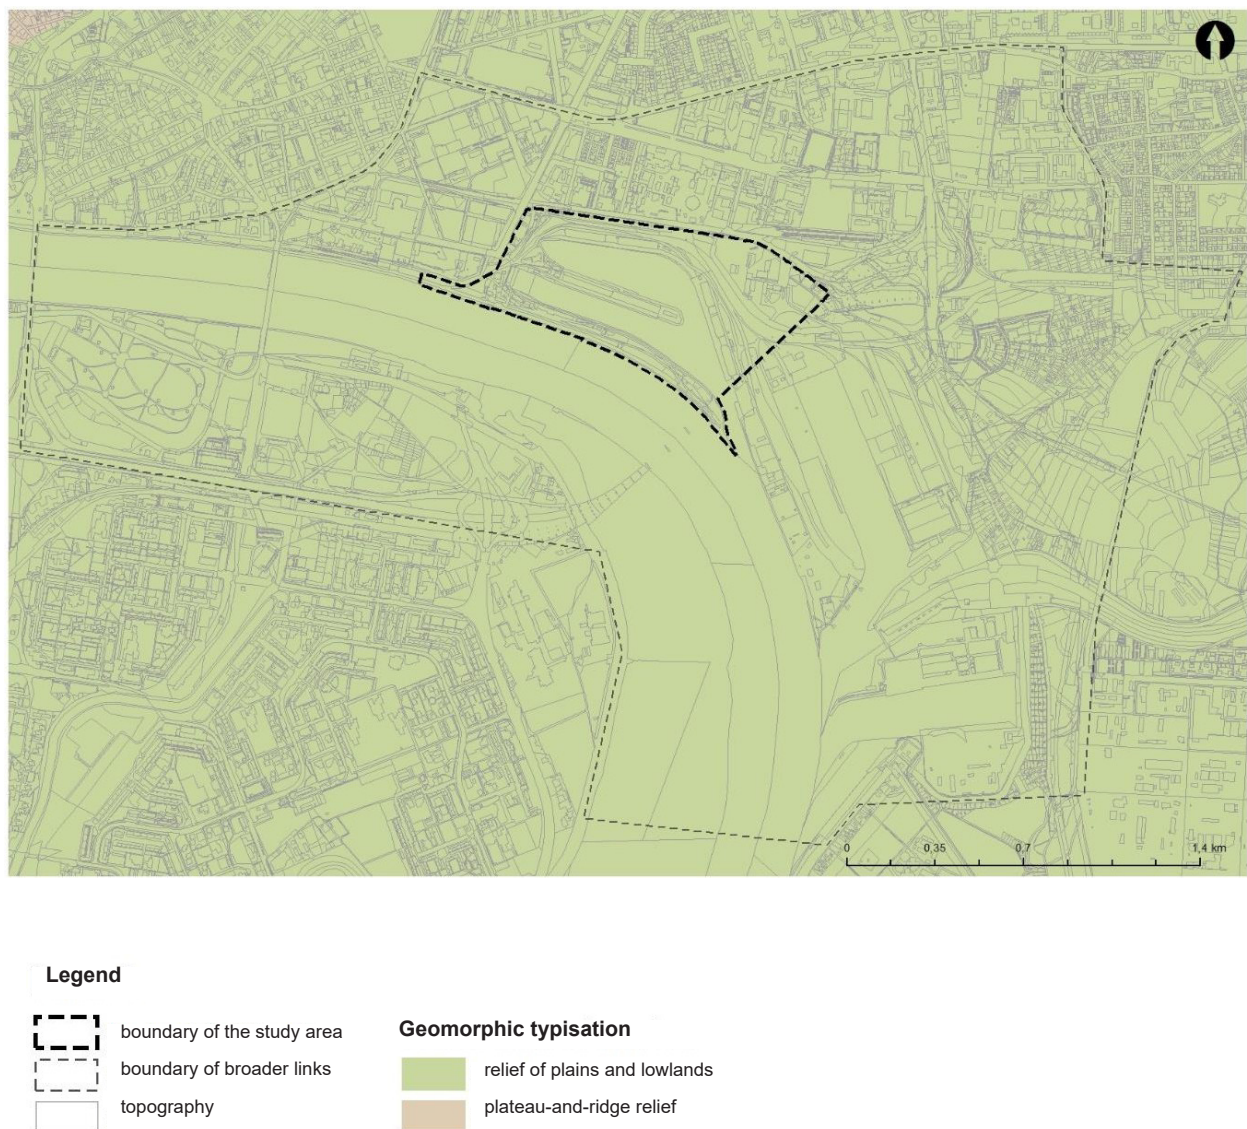 0 0,35 0,7 1,4 km
Legend
boundary of the study area
boundary of broader links
topography
Geomorphic typisation
relief of plains and lowlands
plateau-and-ridge relief